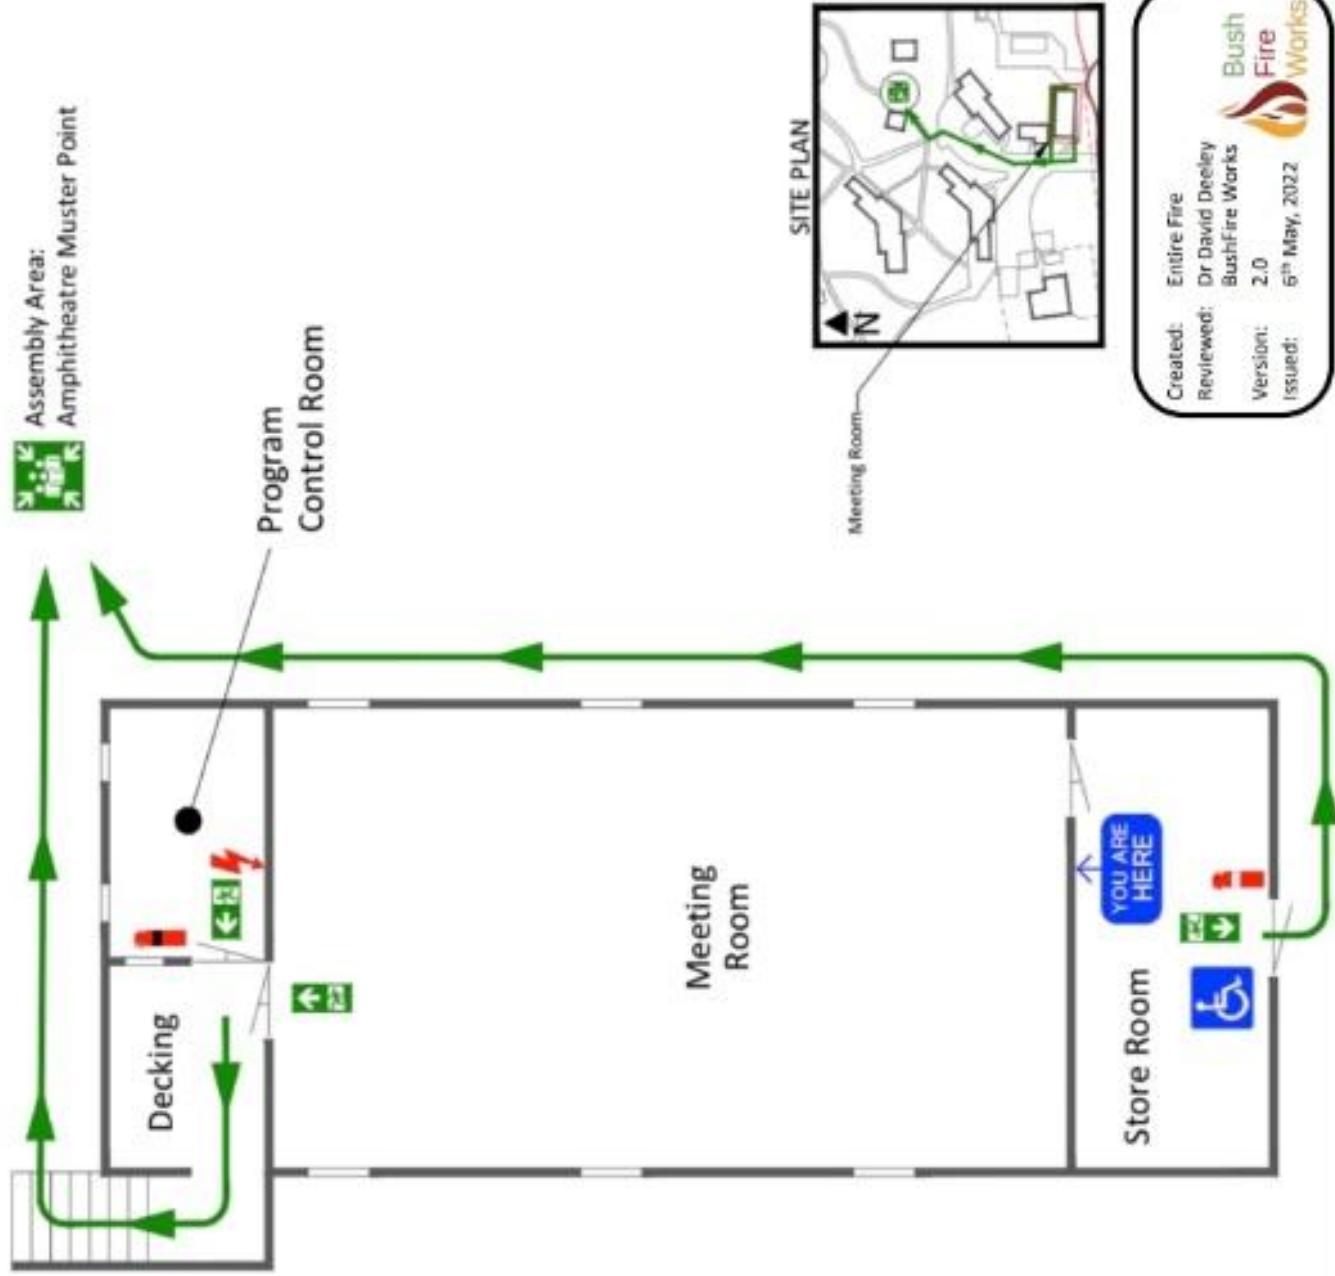 Assembly Area:
Amphitheatre Muster Point
Program
Control Room
Decking
Meeting
Room
YOU ARE
HERE
Store Room
SITE PLAN
N
Meeting Room
Created: Entire Fire
Reviewed: Dr David Deeley
BushFire Works
Version: 2.0
Issued: 6th May, 2022
Bush
Fire
Works